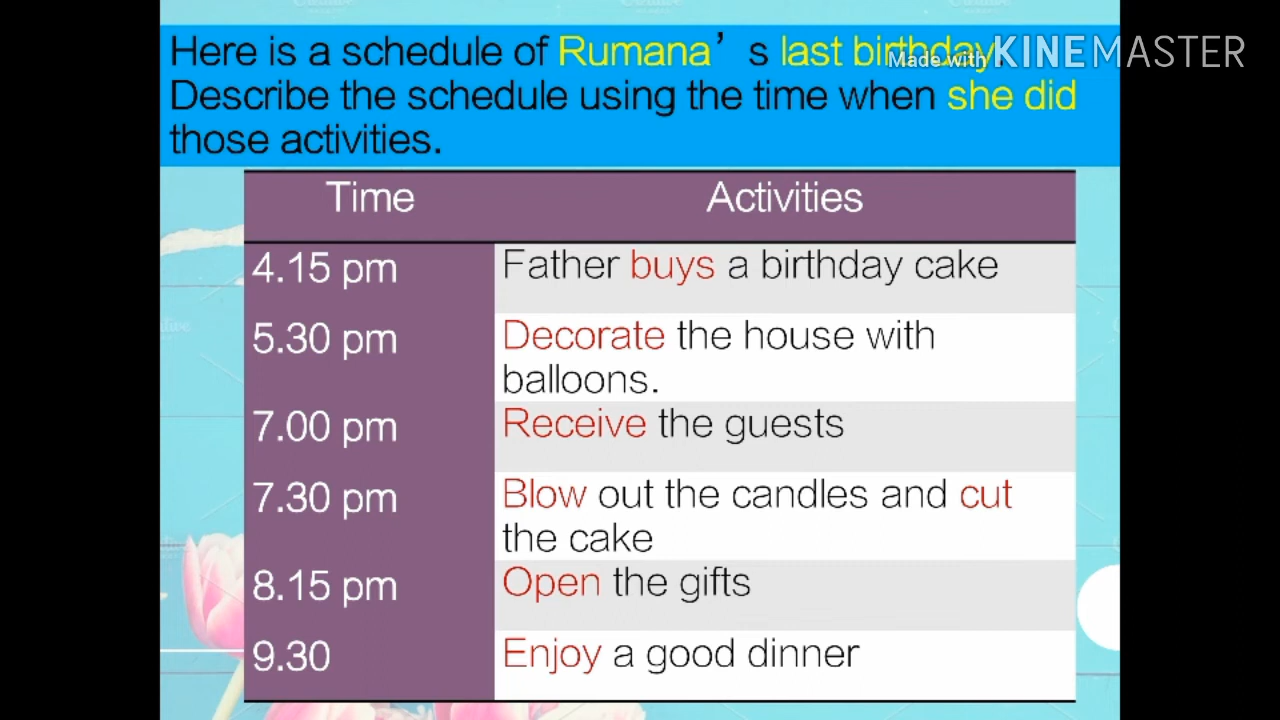 Here is a schedule of Rumana’s last birthday.
Made with KINEMASTER
Describe the schedule using the time when she did
those activities.
Time Activities
4.15 pm Father buys a birthday cake
5.30 pm Decorate the house with
balloons.
7.00 pm Receive the guests
7.30 pm Blow out the candles and cut
the cake
8.15 pm Open the gifts
9.30 Enjoy a good dinner